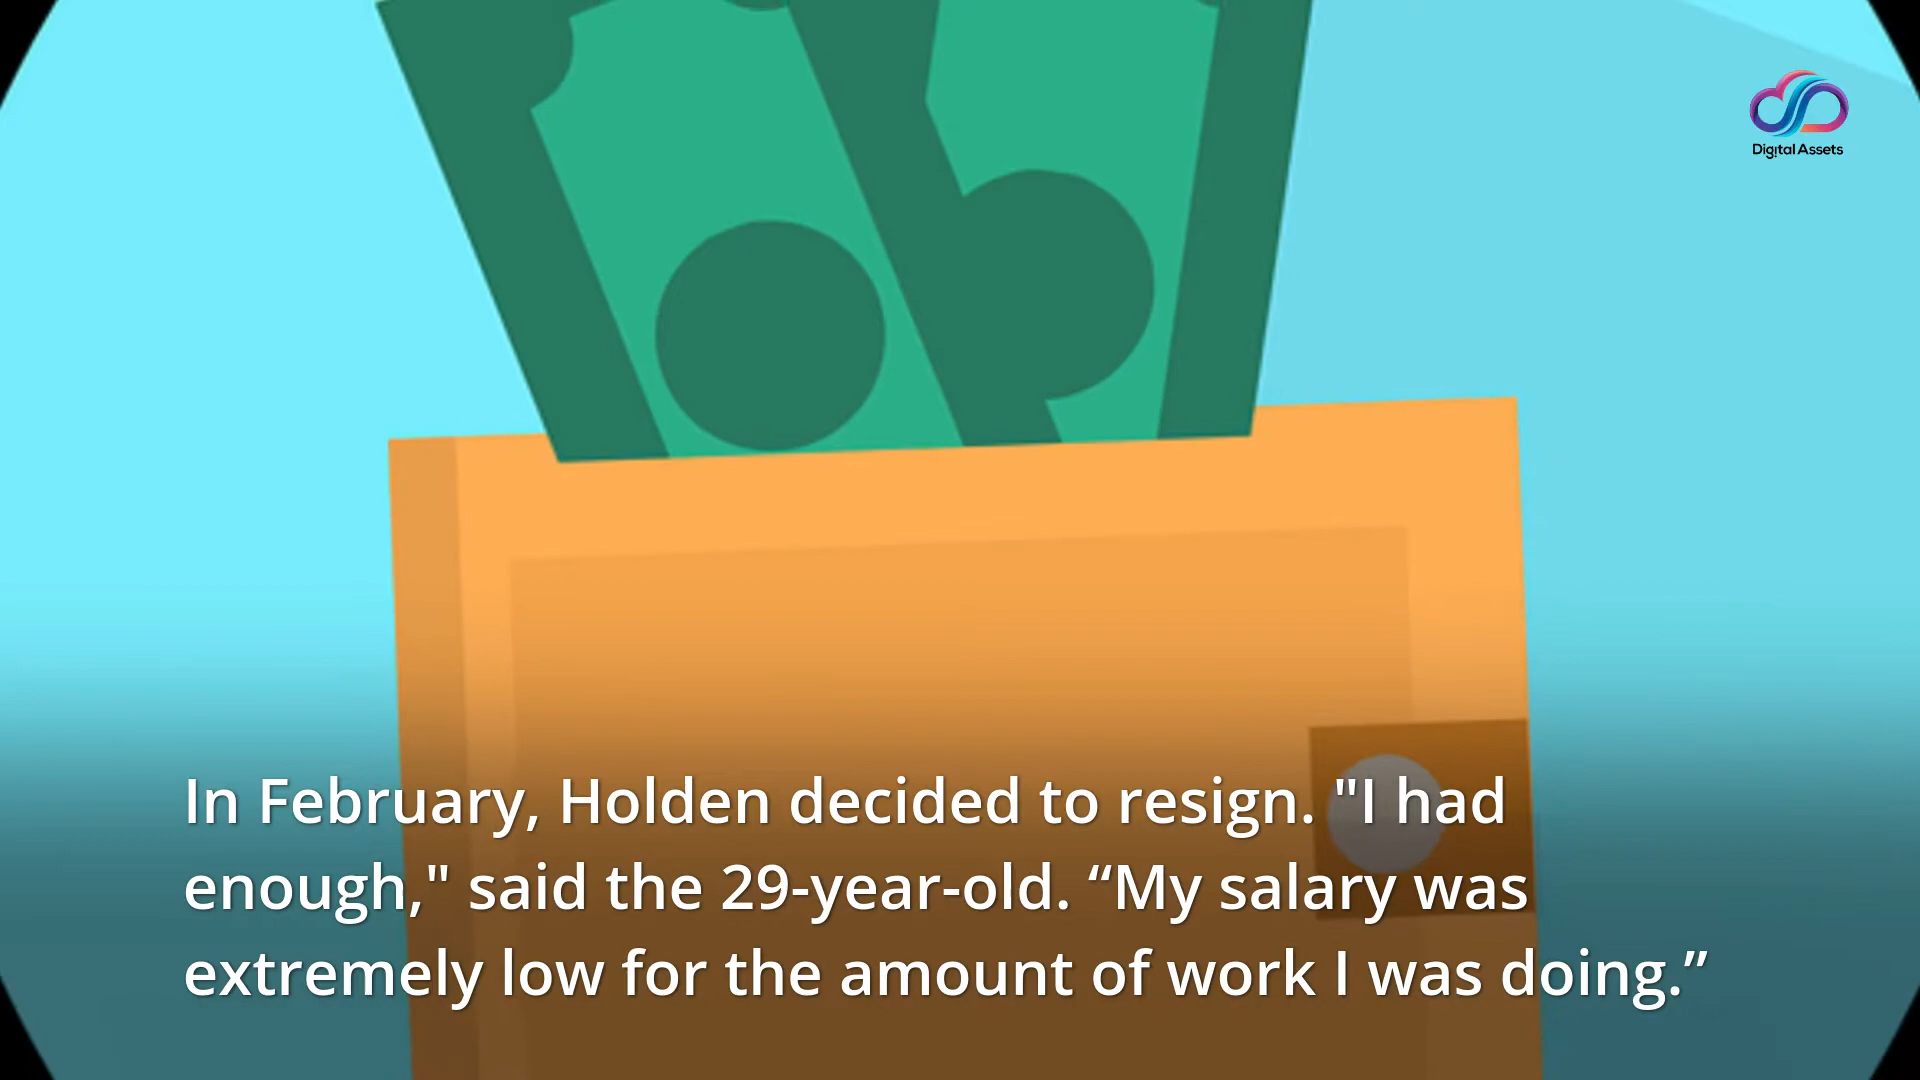 Digital Assets
In February, Holden decided to resign. "I had
enough," said the 29-year-old. “My salary was
extremely low for the amount of work I was doing.”